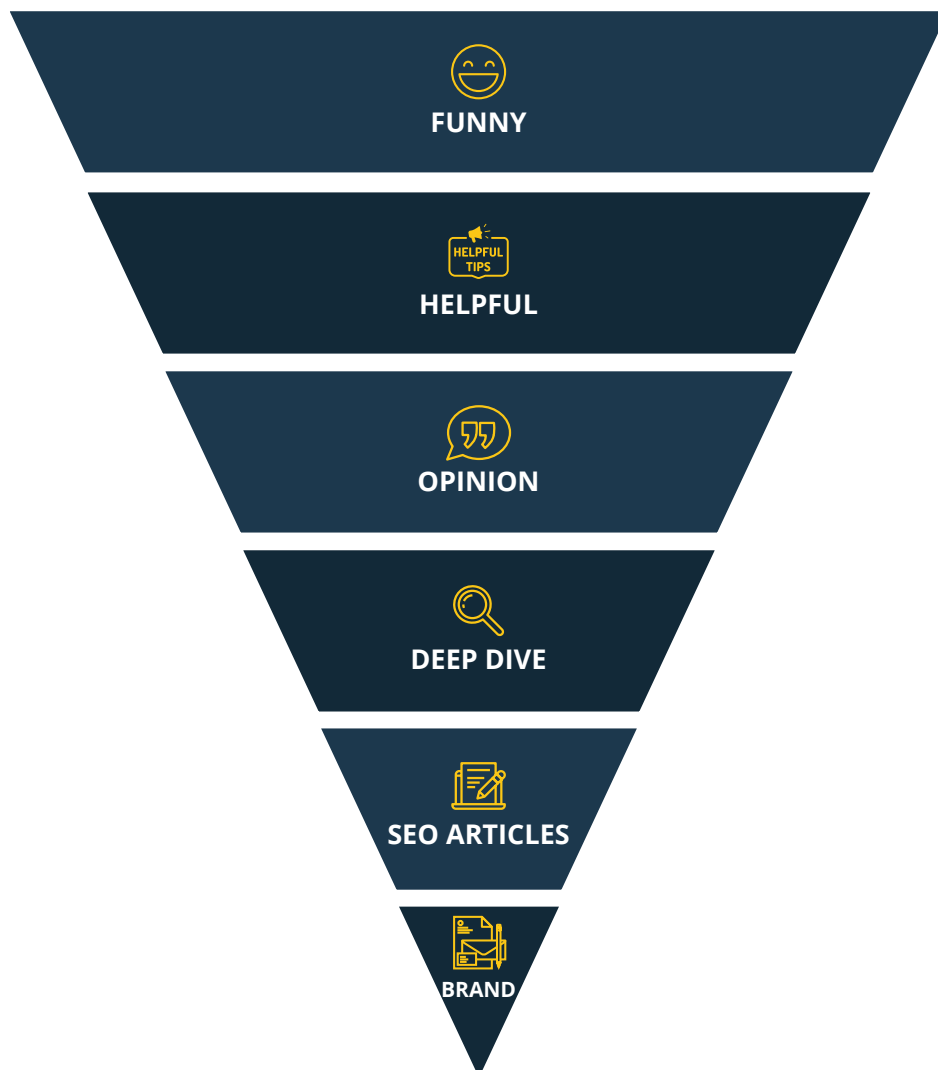 FUNNY
HELPFUL
TIPS
HELPFUL
OPINION
DEEP DIVE
SEO ARTICLES
BRAND